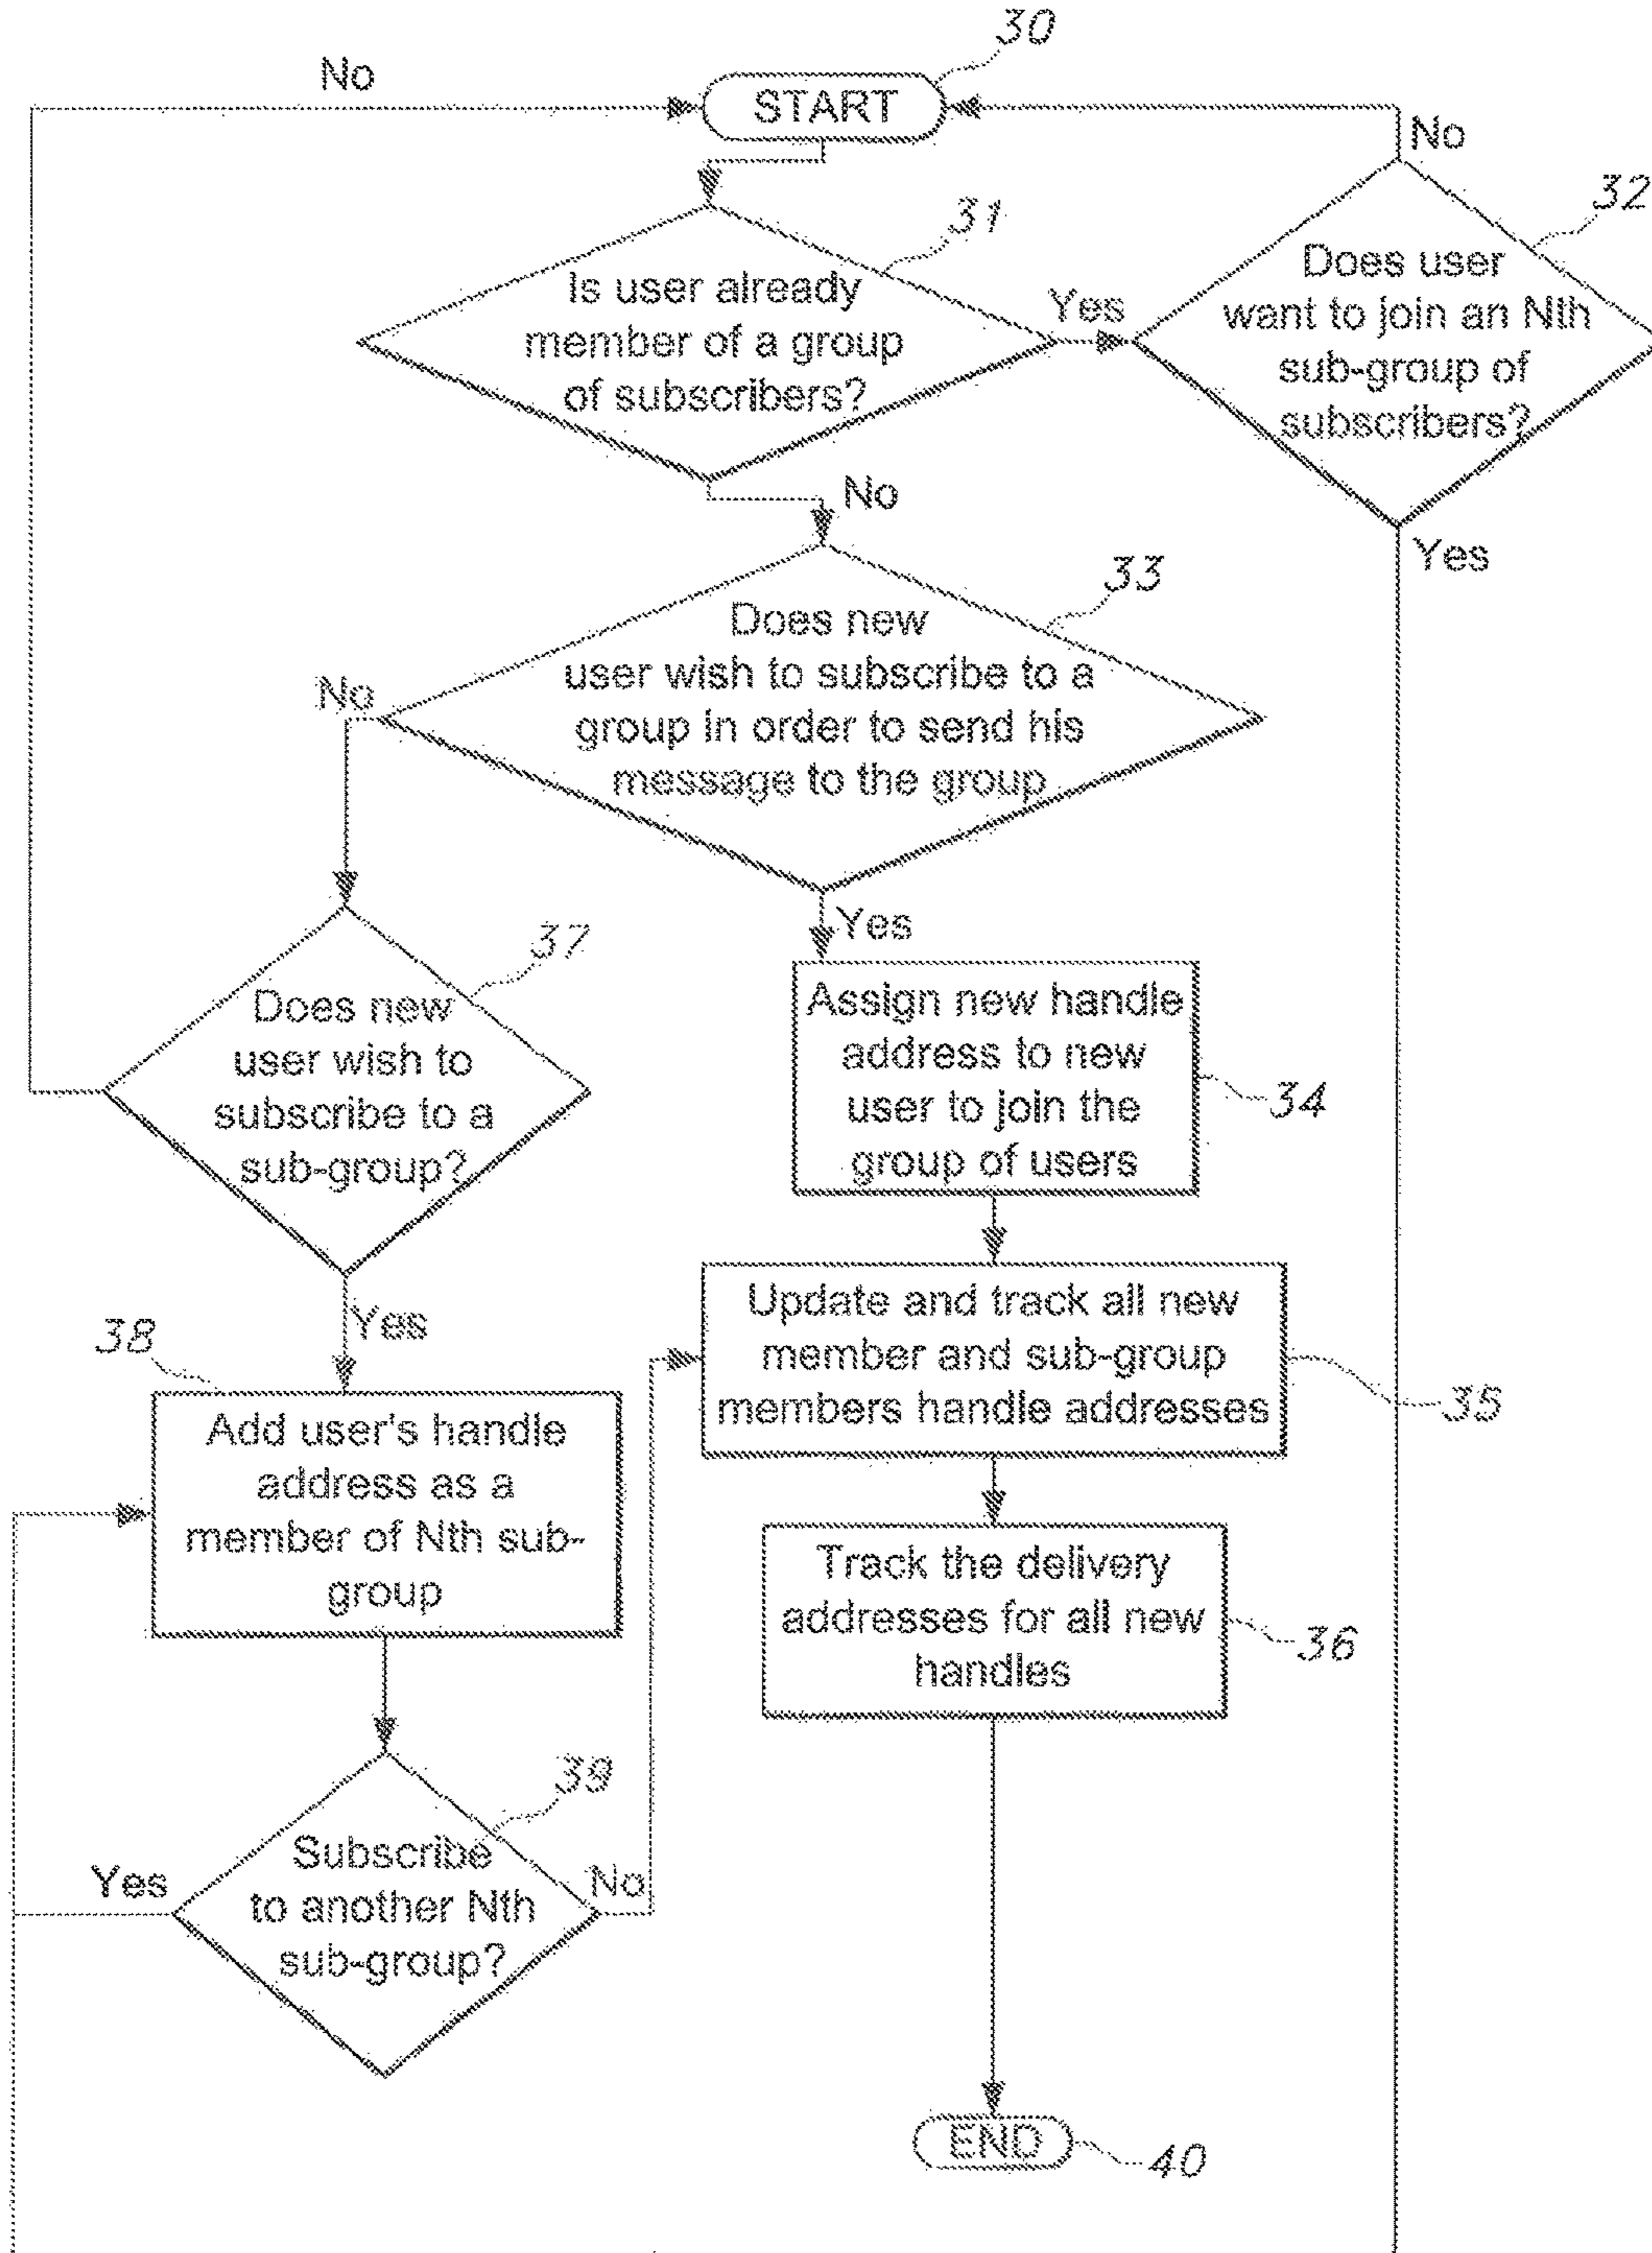 30
No
START
No
32
31
Is user already
member of a group
of subscribers?
Yes
Does user
want to join an Nth
sub-group of
subscribers?
No
Yes
33
Does new
user wish to subscribe to a
group in order to send his
message to the group
No
Yes
37
Does new
user wish to
subscribe to a
sub-group?
Assign new handle
address to new
user to join the
group of users
34
Yes
38
Update and track all new
member and sub-group
members handle addresses
35
Add user's handle
address as a
member of Nth sub-
group
Track the delivery
addresses for all new
handles
36
39
Subscribe
to another Nth
sub-group?
Yes
No
END
40